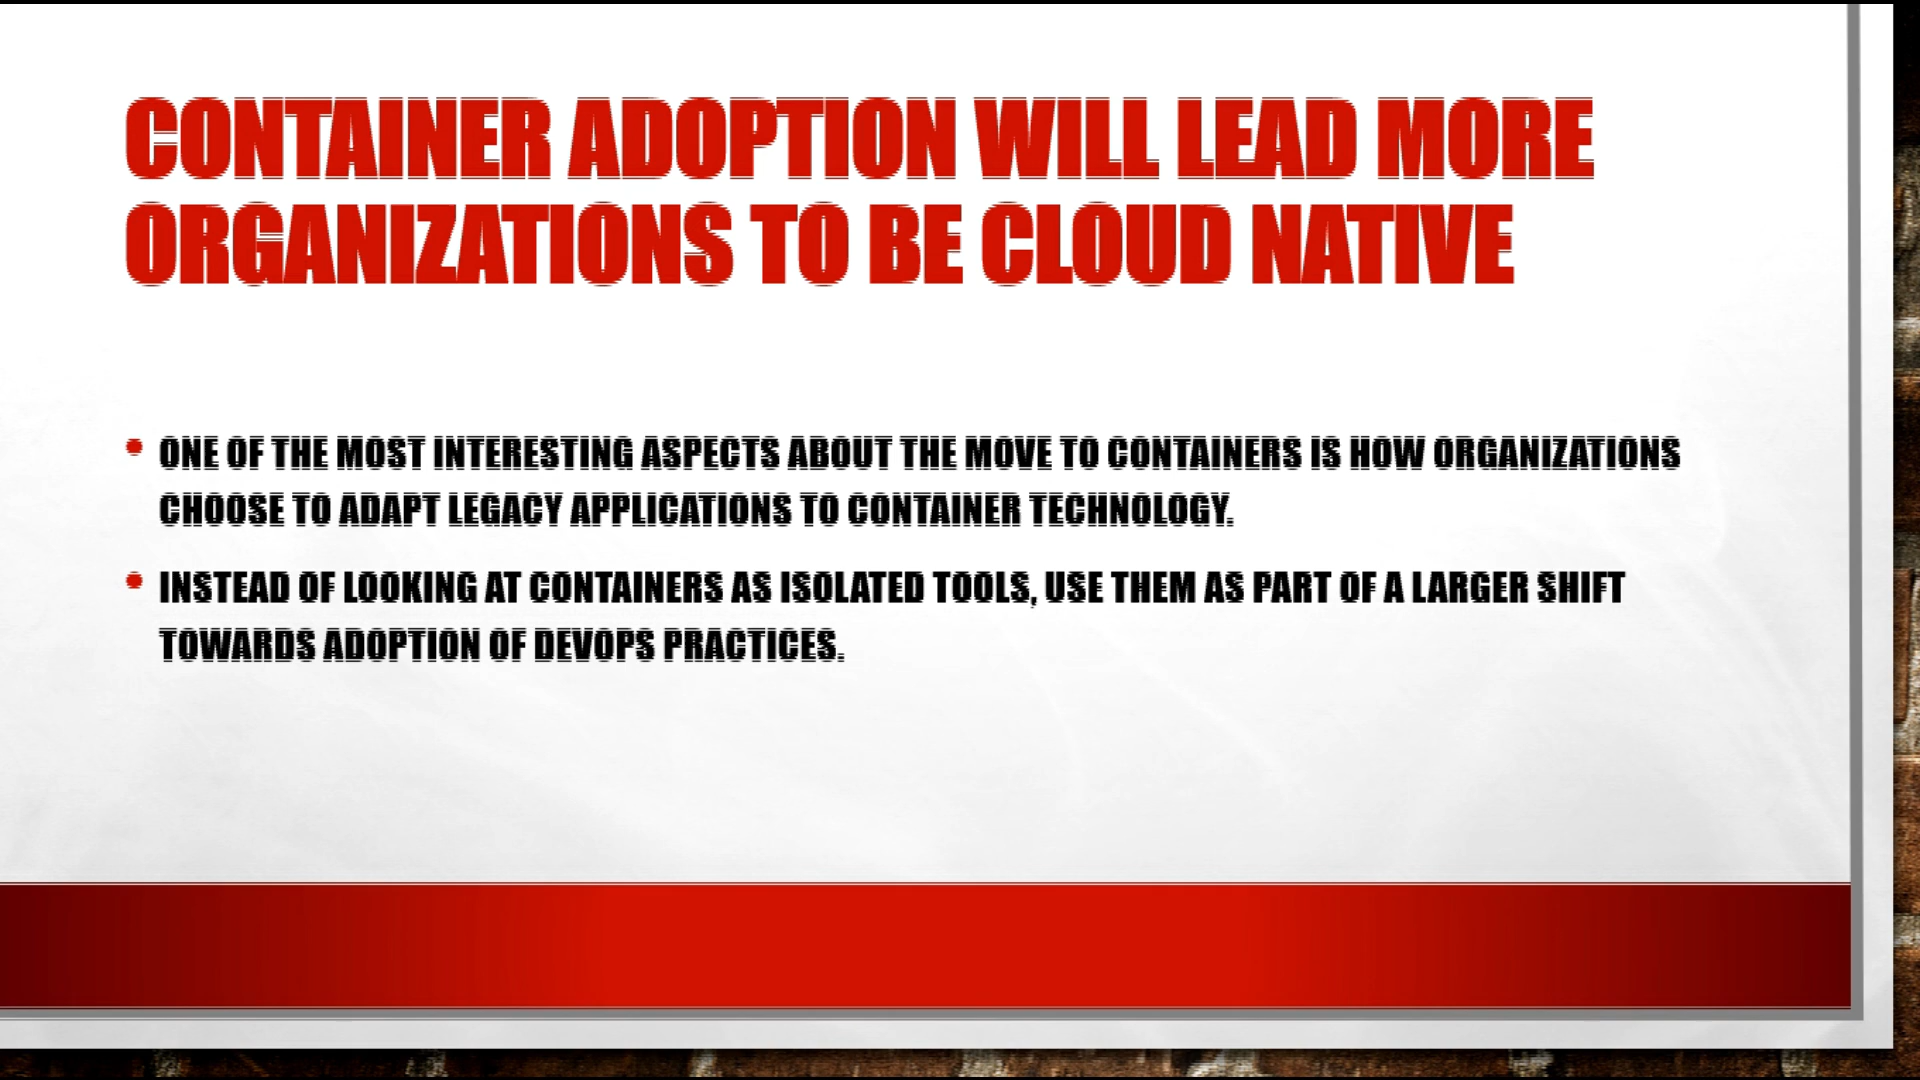 CONTAINER ADOPTION WILL LEAD MORE
ORGANIZATIONS TO BE CLOUD NATIVE
• ONE OF THE MOST INTERESTING ASPECTS ABOUT THE MOVE TO CONTAINERS IS HOW ORGANIZATIONS
CHOOSE TO ADAPT LEGACY APPLICATIONS TO CONTAINER TECHNOLOGY.
• INSTEAD OF LOOKING AT CONTAINERS AS ISOLATED TOOLS, USE THEM AS PART OF A LARGER SHIFT
TOWARDS ADOPTION OF DEVOPS PRACTICES.